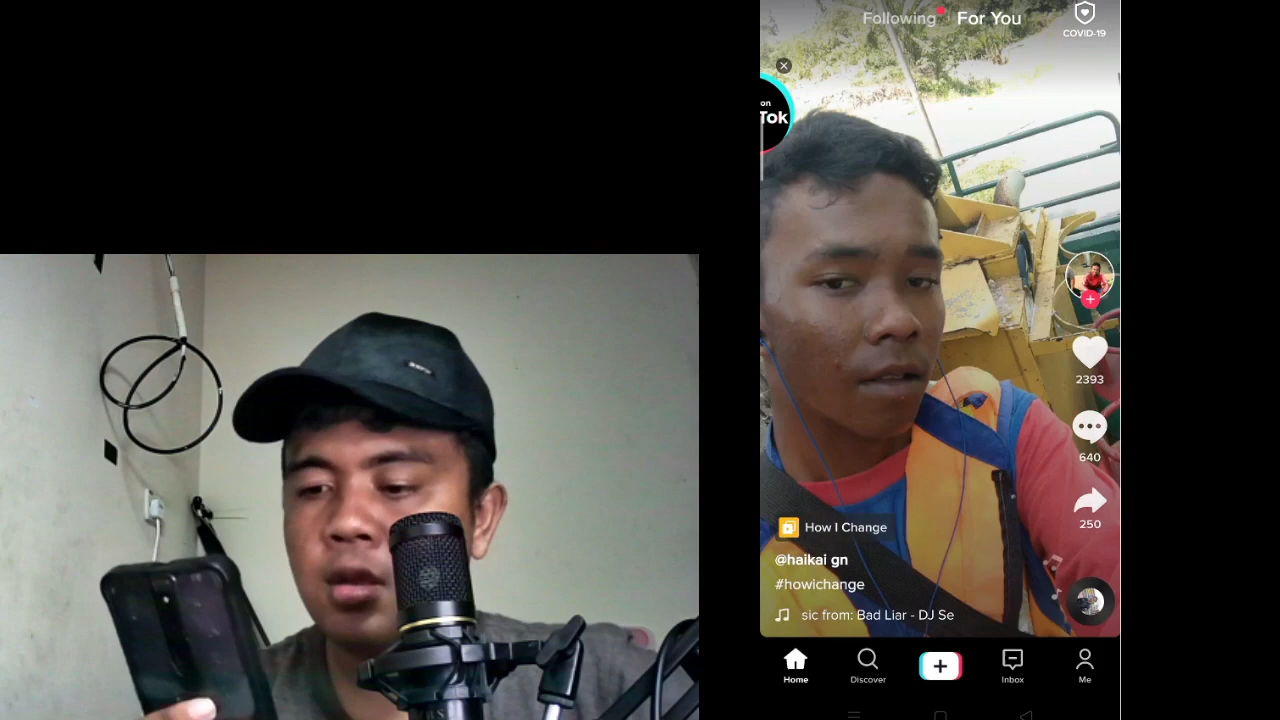 Following
For You
COVID-19
on
Tok
2393
640
250
How I Change
@haikai gn
#howichange
sic from: Bad Liar - DJ Se
Home
Discover
Inbox
Me